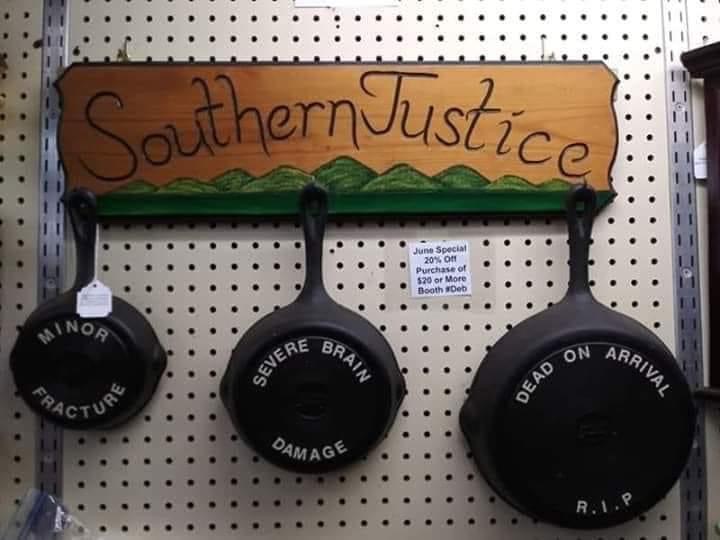 Southern Justice
June Special
20% Off
Purchase of
$20 or More
Booth #Deb
MINOR
FRACTURE
SEVERE BRAIN
DAMAGE
DEAD ON ARRIVAL
R.I.P